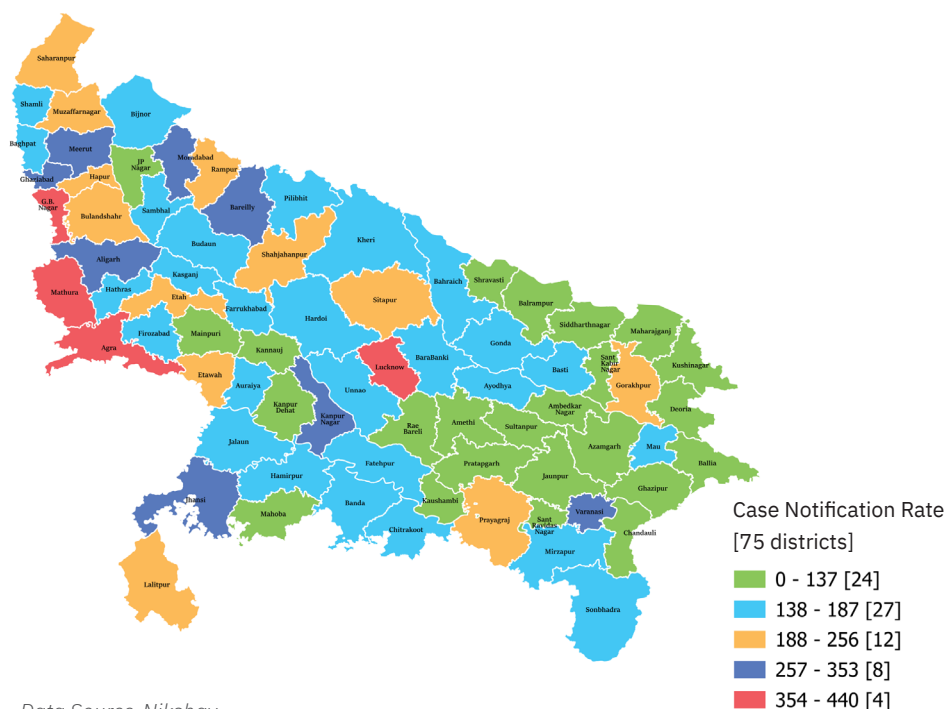 Saharanpur
Shamli
Muzaffarnagar
Bijnor
Baghpat
Meerut
JP
Nagar
Moradabad
Rampur
Ghaziabad
Hapur
Bareilly
Pilibhit
G.B.
Nagar
Bulandshahr
Sambhal
Budaun
Kheri
Shahjahanpur
Aligarh
Kasganj
Mathura
Hathras
Etah
Farrukhabad
Sitapur
Bahraich
Shravasti
Balrampur
Hardoi
Siddharthnagar
Maharajganj
Agra
Firozabad
Mainpuri
Kannauj
Gonda
BaraBanki
Lucknow
Basti
Sant
Kabir
Nagar
Kushinagar
Etawah
Auraiya
Unnao
Ayodhya
Gorakhpur
Kanpur
Dehat
Kanpur
Nagar
Ambedkar
Nagar
Deoria
Rae
Bareli
Amethi
Sultanpur
Jalaun
Azamgarh
Mau
Fatehpur
Pratapgarh
Ballia
Hamirpur
Jaunpur
Ghazipur
Jhansi
Banda
Kaushambi
Mahoba
Prayagraj
Varanasi
Chitrakoot
Sant
Ravidas
Nagar
Chandauli
Mirzapur
Lalitpur
Sonbhadra
Case Notification Rate
[75 districts]
0 - 137 [24]
138 - 187 [27]
188 - 256 [12]
257 - 353 [8]
354 - 440 [4]
Data Source-Nikshay